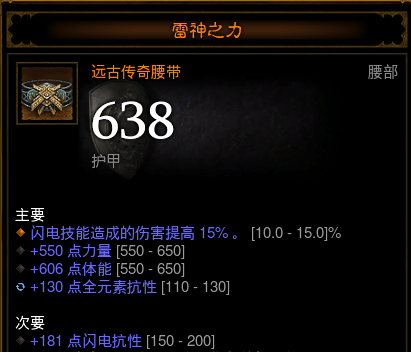 雷神之力
远古传奇腰带 腰部
638
护甲
主要
闪电技能造成的伤害提高 15% 。 [10.0 - 15.0]%
+550 点力量 [550 - 650]
+606 点体能 [550 - 650]
+130 点全元素抗性 [110 - 130]
次要
+181 点闪电抗性 [150 - 200]